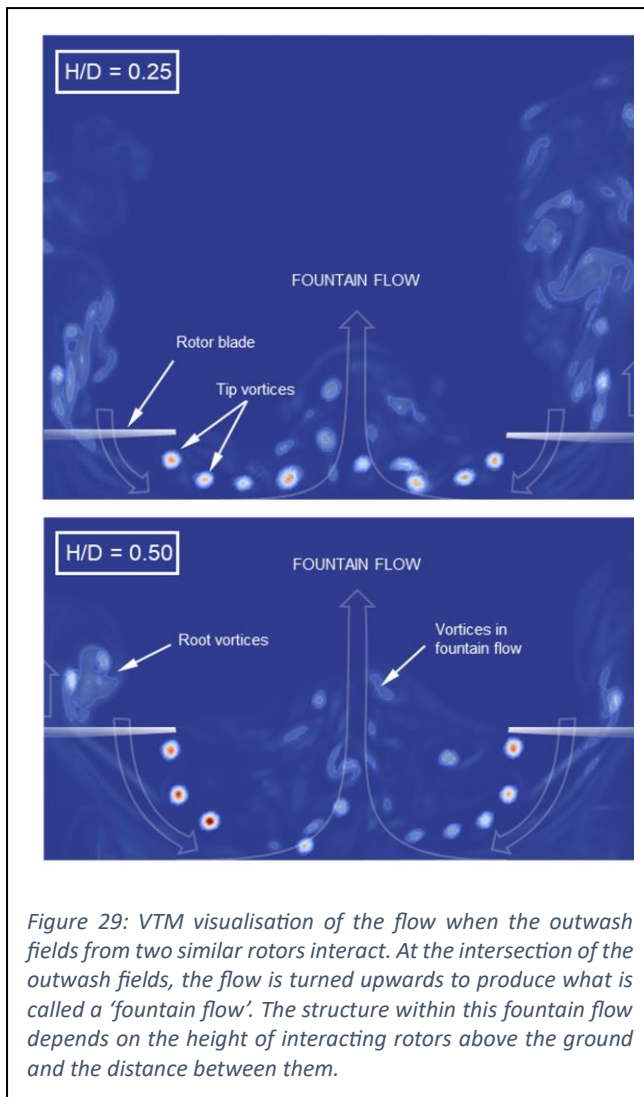 H/D = 0.25
FOUNTAIN FLOW
Rotor blade
Tip vortices
H/D = 0.50
FOUNTAIN FLOW
Root vortices
Vortices in
fountain flow
Figure 29: VTM visualisation of the flow when the outwash
fields from two similar rotors interact. At the intersection of the
outwash fields, the flow is turned upwards to produce what is
called a ‘fountain flow’. The structure within this fountain flow
depends on the height of interacting rotors above the ground
and the distance between them.